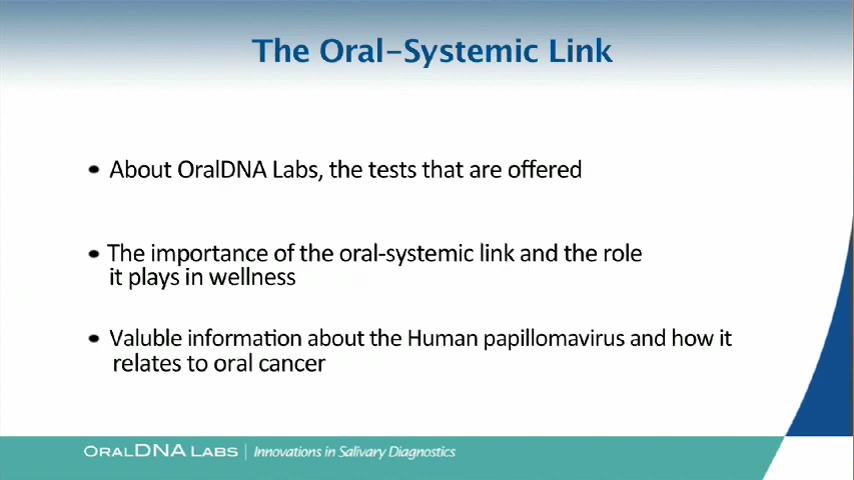 The Oral-Systemic Link
• About OralDNA Labs, the tests that are offered
• The importance of the oral-systemic link and the role
it plays in wellness
• Valuble information about the Human papillomavirus and how it
relates to oral cancer
ORALDNA LABS | Innovations in Salivary Diagnostics